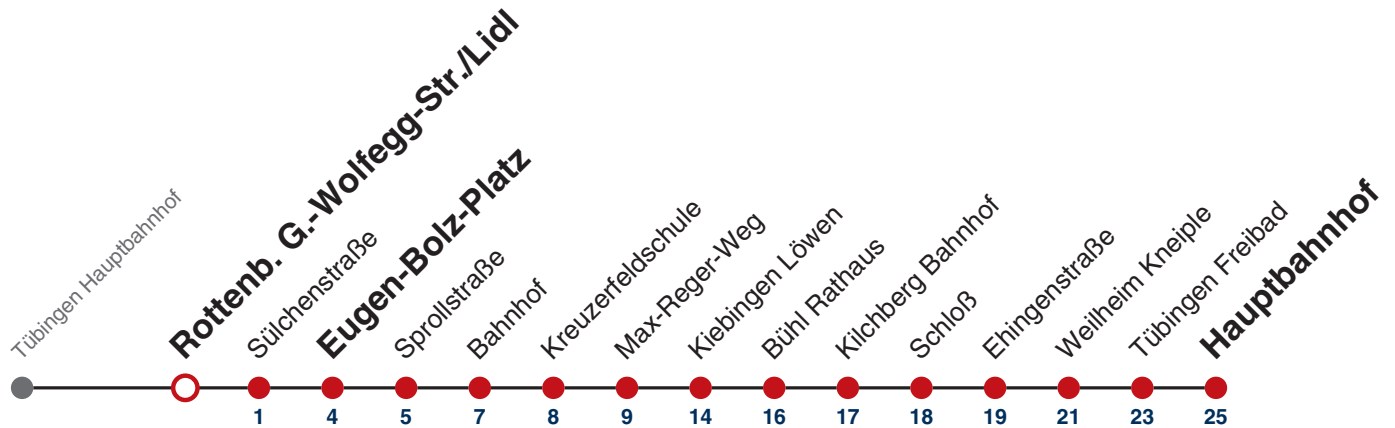 Tübingen Hauptbahnhof
Rottenb. G.-Wolfegg-Str./Lidl
Sülchenstraße
Eugen-Bolz-Platz
Sprollstraße
Bahnhof
Kreuzerfeldschule
Max-Reger-Weg
Kiebingen Löwen
Bühl Rathaus
Kilchberg Bahnhof
Schloß
Ehingenstraße
Weilheim Kneiple
Tübingen Freibad
Hauptbahnhof
1 4 5 7 8 9 14 16 17 18 19 21 23 25